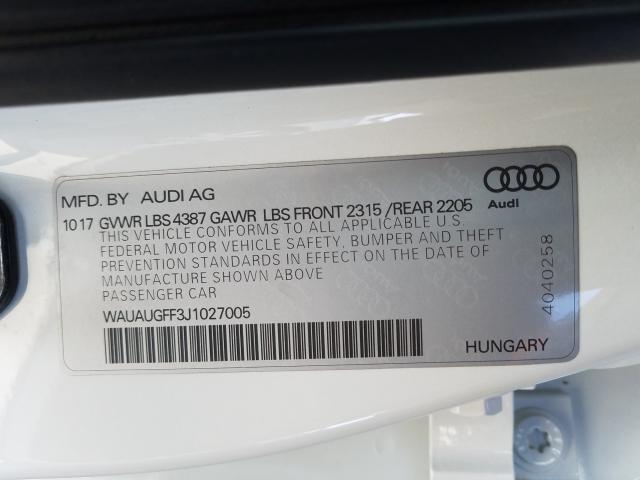 MFD. BY AUDI AG
10 17 GVWR LBS 4387 GAWR LBS FRONT 2315 / REAR 2205
THIS VEHICLE CONFORMS TO ALL APPLICABLE U.S.
FEDERAL MOTOR VEHICLE SAFETY, BUMPER AND THEFT
PREVENTION STANDARDS IN EFFECT ON THE DATE OF
MANUFACTURE SHOWN ABOVE
PASSENGER CAR
WAUAUGFF3J1027005
HUNGARY
Audi
4040258